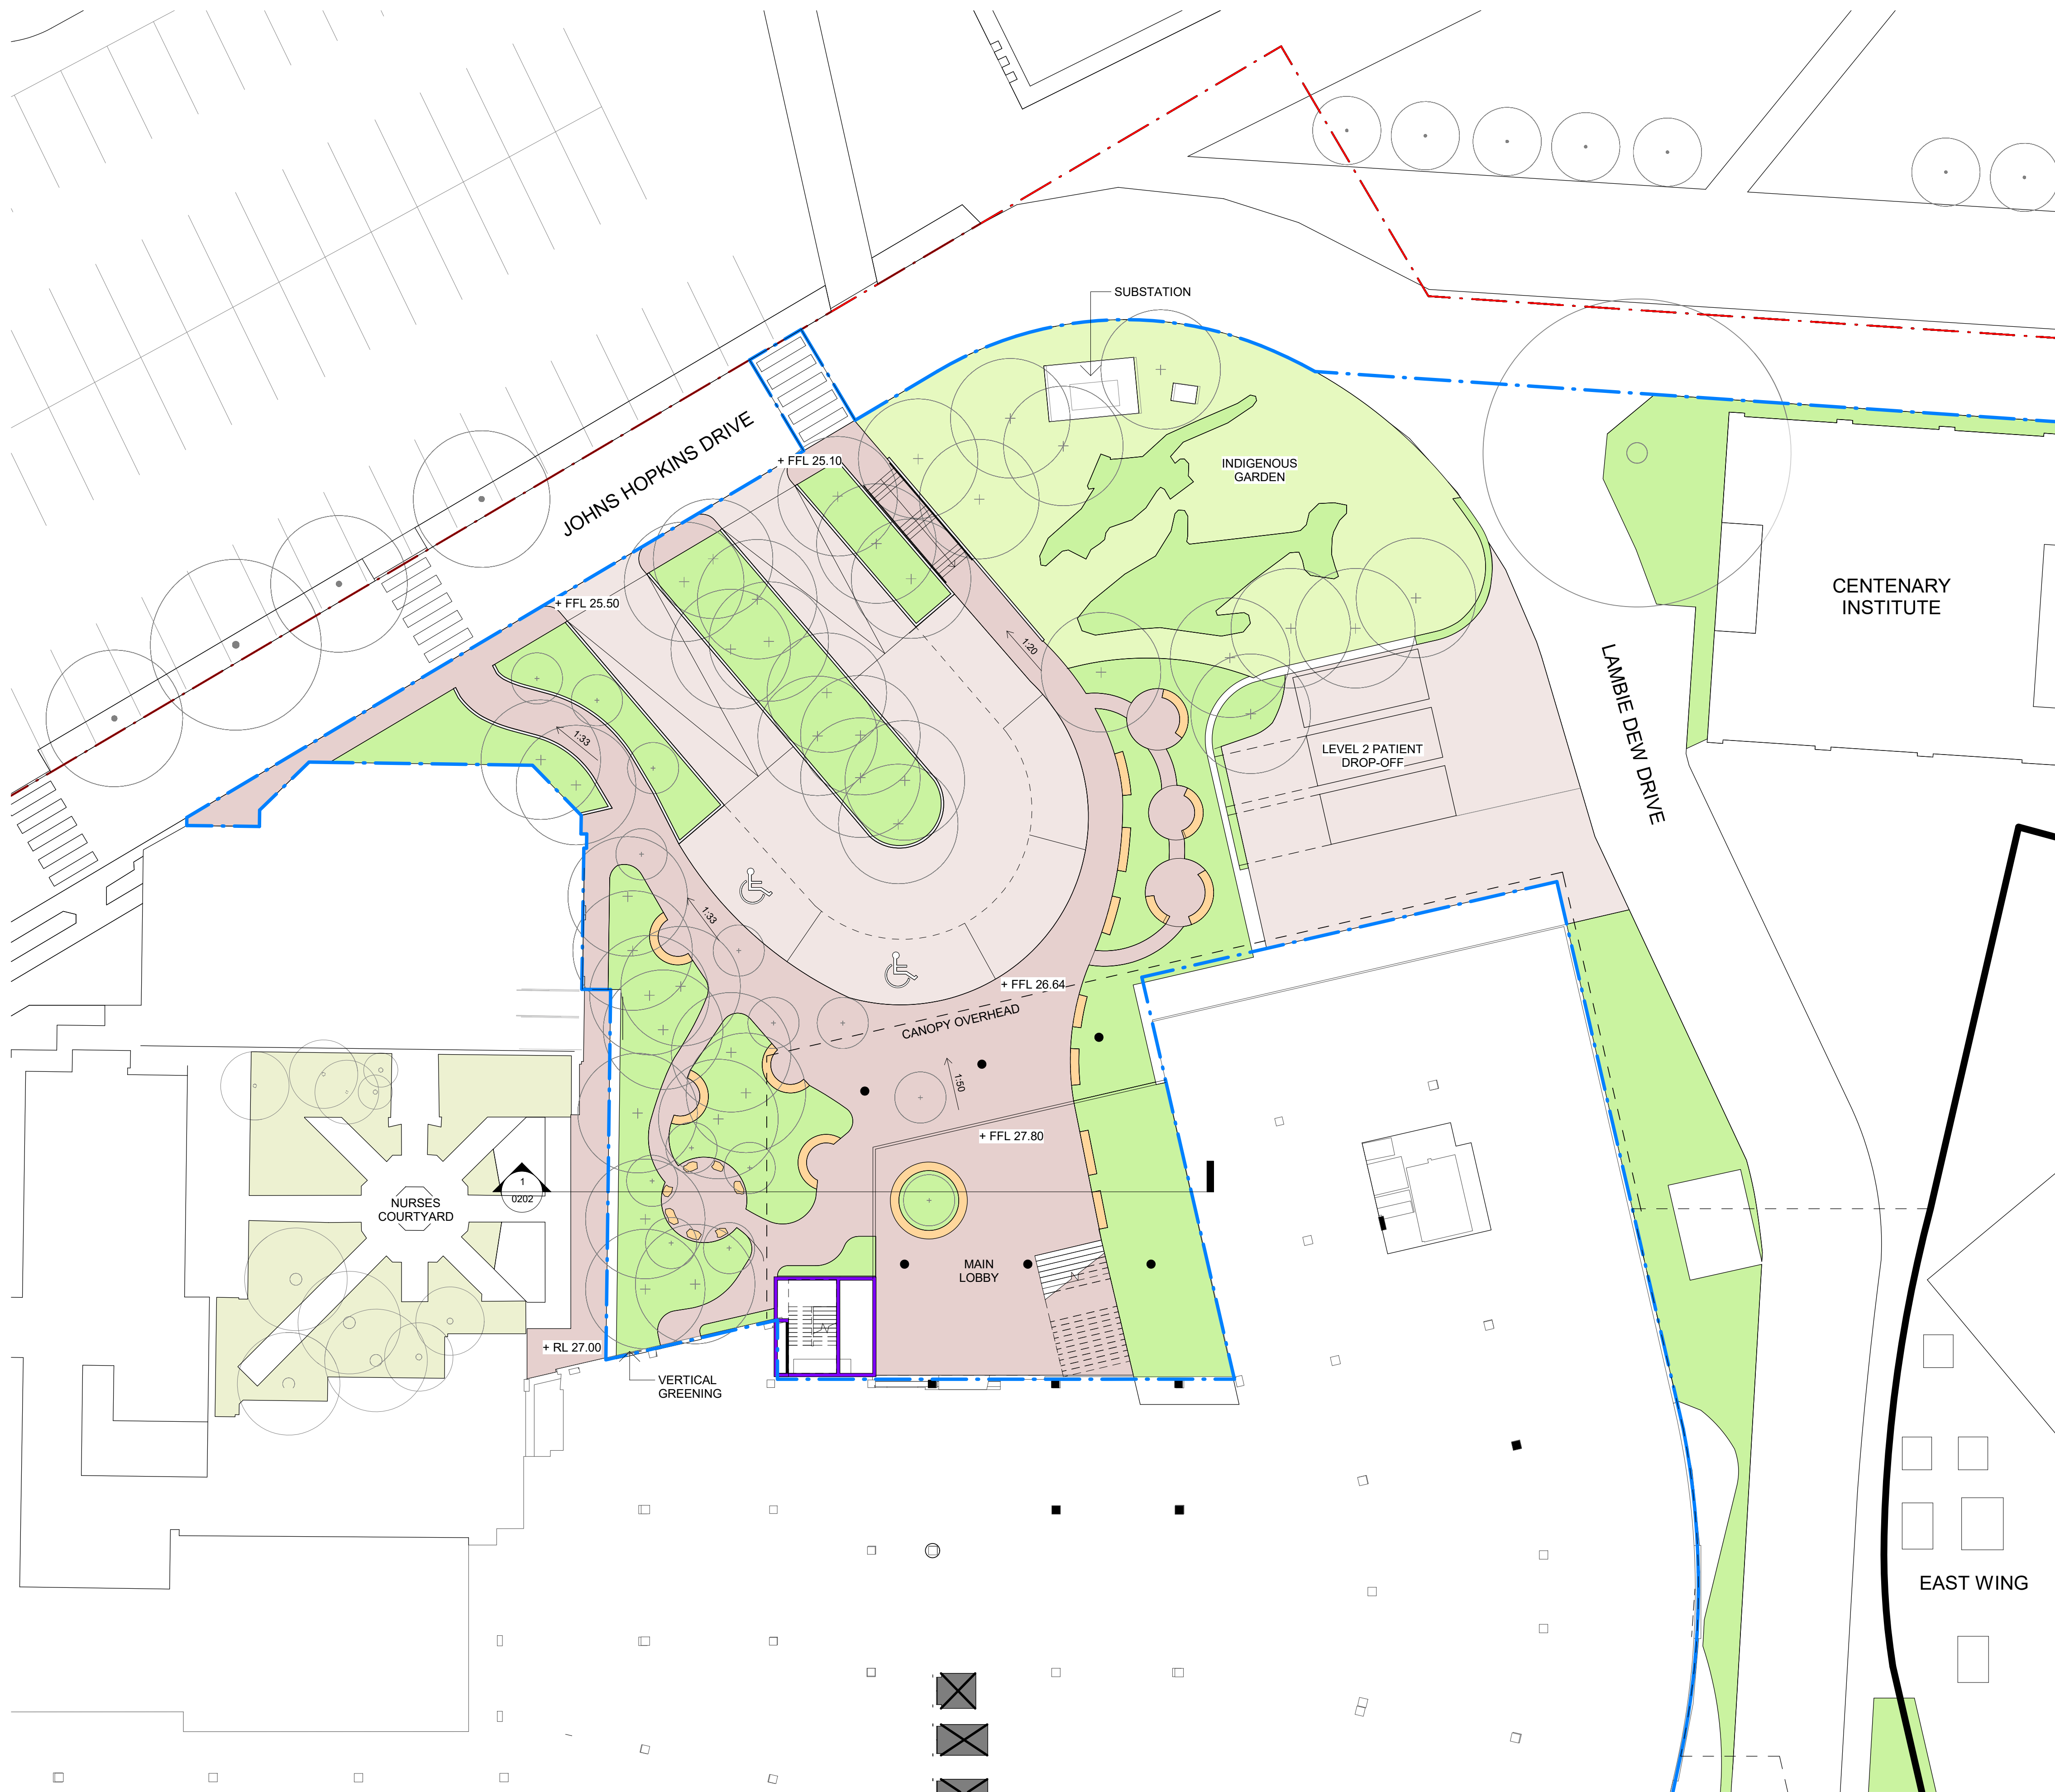 SUBSTATION
JOHNS HOPKINS DRIVE
+ FFL 25.10
INDIGENOUS
GARDEN
CENTENARY
INSTITUTE
+ FFL 25.50
1:20
LAMBIE DEW DRIVE
1:33
LEVEL 2 PATIENT
DROP-OFF
1:33
+ FFL 26.64
CANOPY OVERHEAD
1:50
+ FFL 27.80
1
0202
NURSES
COURTYARD
MAIN
LOBBY
+ RL 27.00
VERTICAL
GREENING
EAST WING